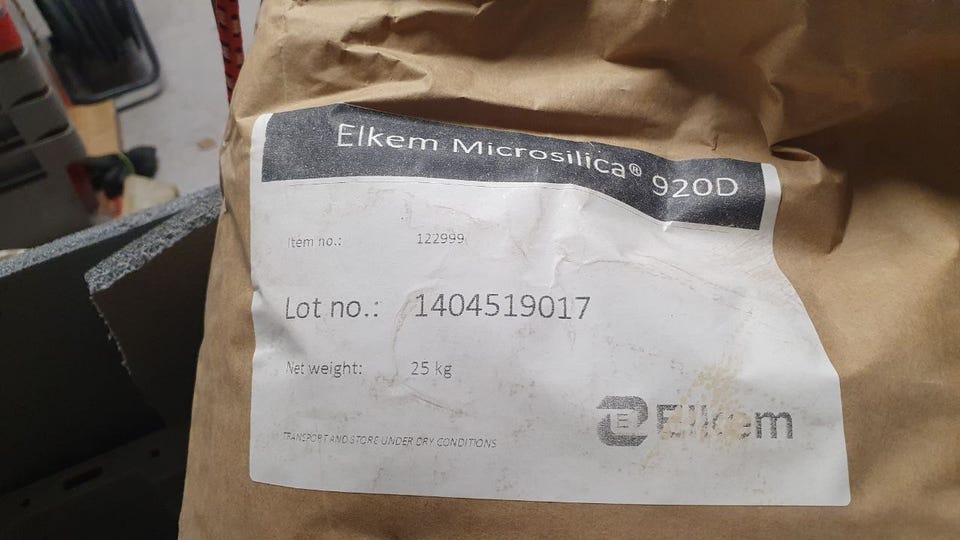 Elkem Microsilica® 920D
Item no.: 122999
Lot no.: 1404519017
Net weight: 25 kg
TRANSPORT AND STORE UNDER DRY CONDITIONS
E Elkem